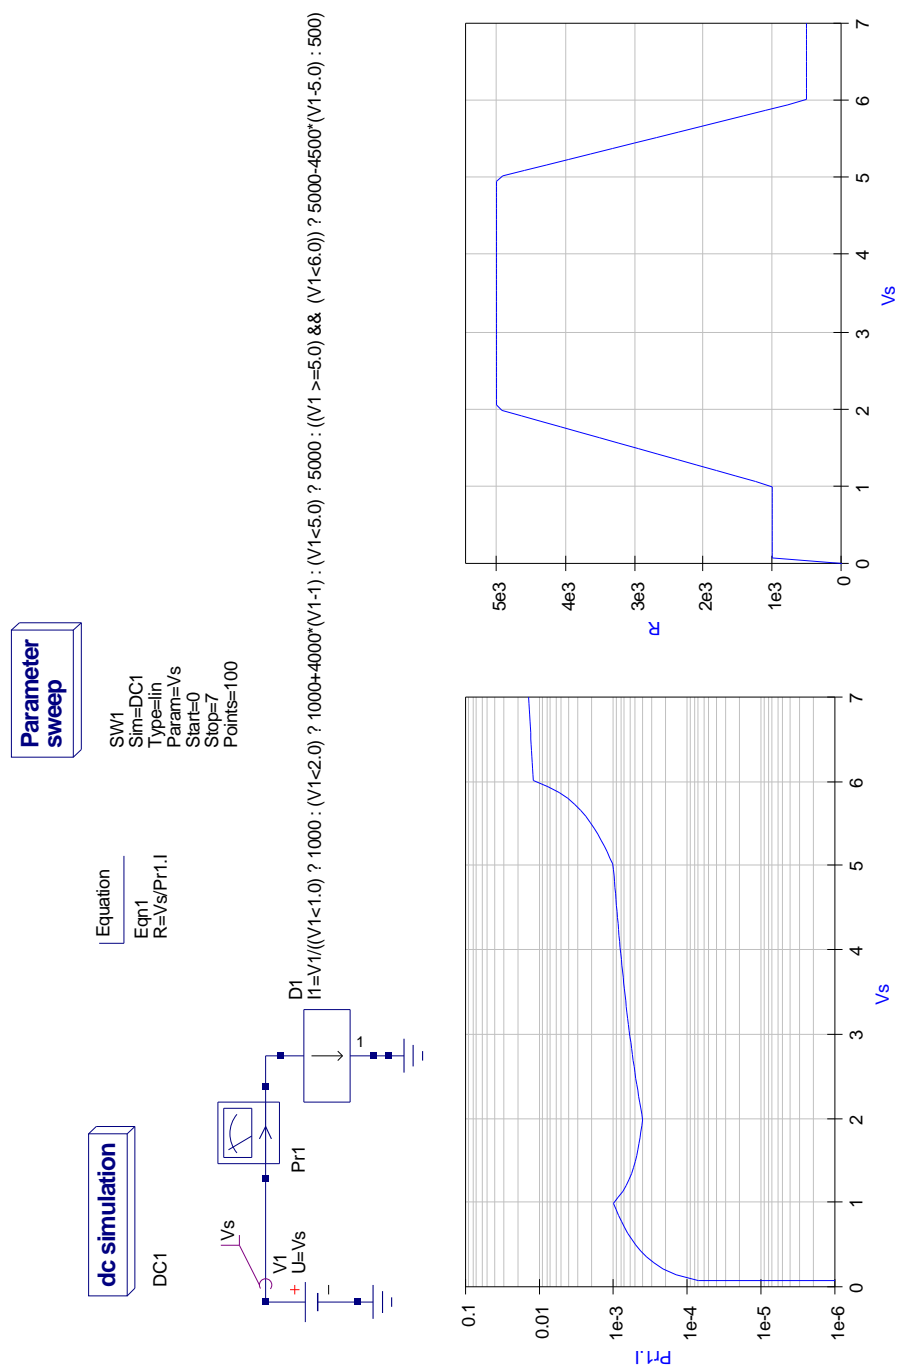 dc simulation
DC1
Equation
Eqn1
R=Vs/Pr1.I
Parameter
sweep
SW1
Sim=DC1
Type=lin
Param=Vs
Start=0
Stop=7
Points=100
Vs
V1
U=Vs
+
-
Pr1
D1
I1=V1/((V1<1.0) ? 1000 : (V1<2.0) ? 1000+4000*(V1-1) : (V1<5.0) ? 5000 : ((V1 >=5.0) && (V1<6.0)) ? 5000-4500*(V1-5.0) : 500)
1
0.1
0.01
1e-3
1e-4
1e-5
1e-6
Pr1.I
0 1 2 3 4 5 6 7
Vs
5e3
4e3
3e3
2e3
1e3
0
R
0 1 2 3 4 5 6 7
Vs